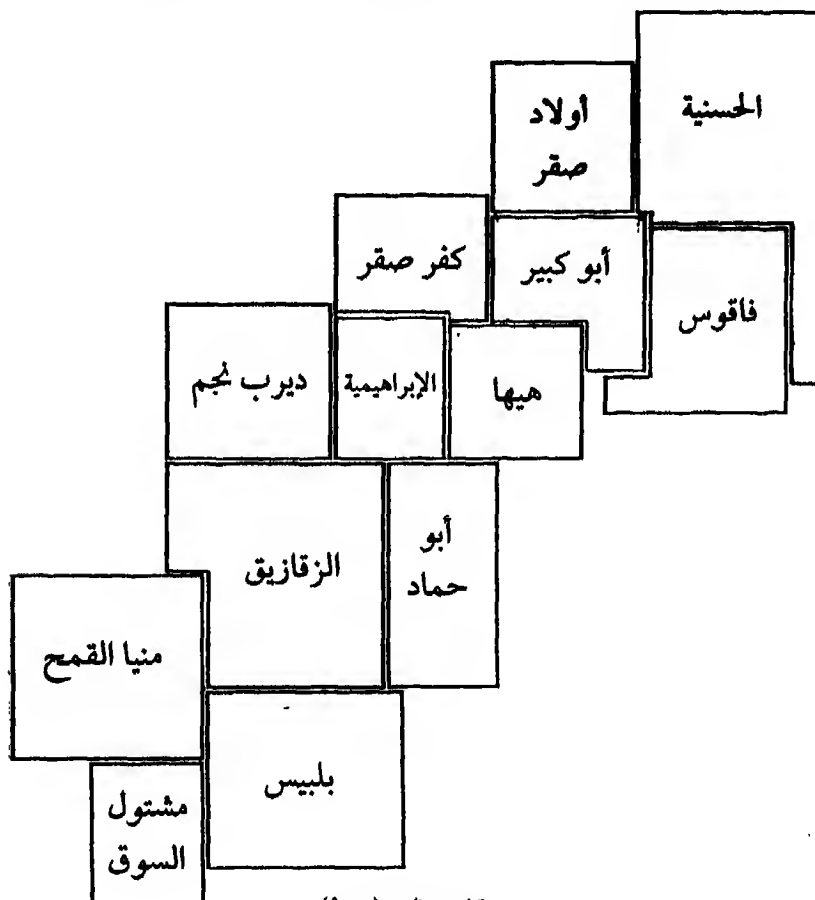 الحسنية
أولاد
صقر
كفر صقر
أبو كبير
فاقوس
ديرب نجم
الإبراهيمية
هيها
أبو
حماد
الزقازيق
منيا القمح
بلبيس
مشتول
السوق